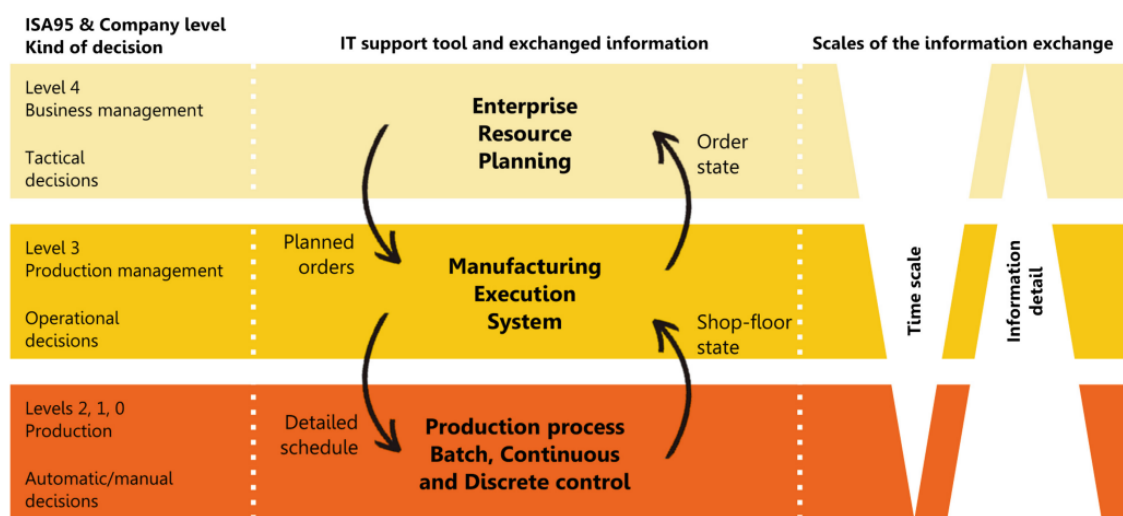 ISA95 & Company level
Kind of decision
IT support tool and exchanged information
Scales of the information exchange
Level 4
Business management
Tactical
decisions
Enterprise
Resource
Planning
Order
state
Level 3
Production management
Operational
decisions
Planned
orders
Manufacturing
Execution
System
Shop-floor
state
Time scale
Information
detail
Levels 2, 1, 0
Production
Automatic/manual
decisions
Detailed
schedule
Production process
Batch, Continuous
and Discrete control